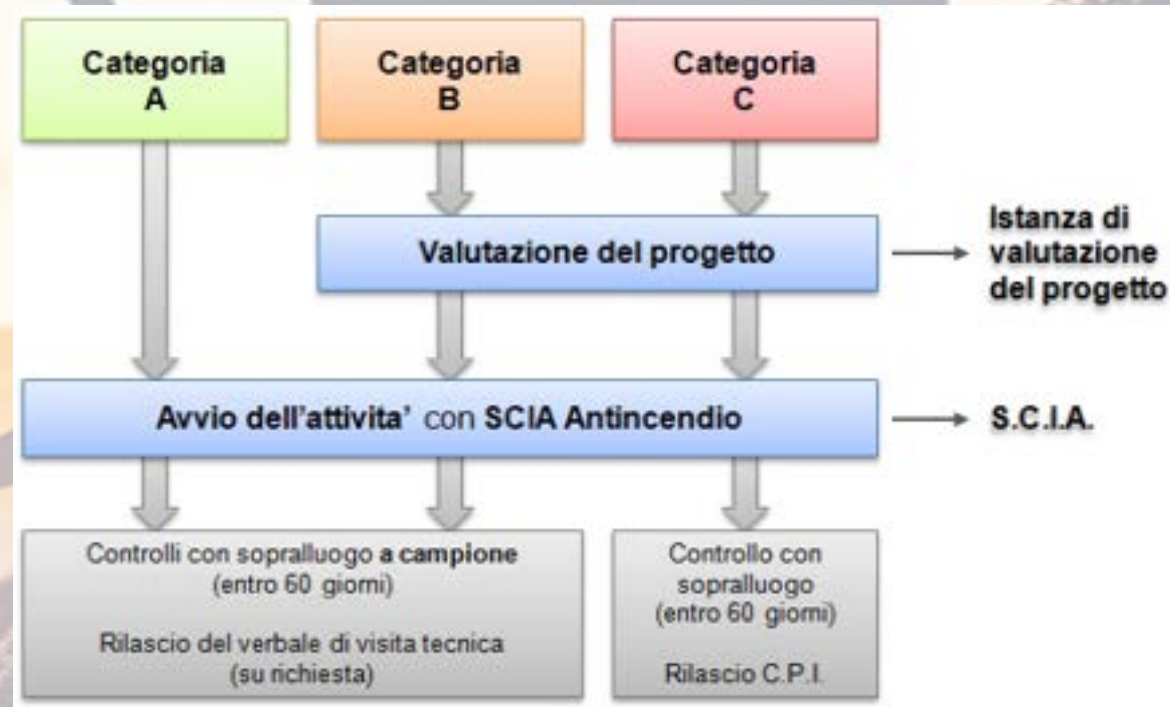 Categoria
A
Categoria
B
Categoria
C
Valutazione del progetto
Istanza di
valutazione
del progetto
Avvio dell'attivita' con SCIA Antincendio
S.C.I.A.
Controlli con sopralluogo a campione
(entro 60 giorni)
Rilascio del verbale di visita tecnica
(su richiesta)
Controllo con
sopralluogo
(entro 60 giorni)
Rilascio C.P.I.